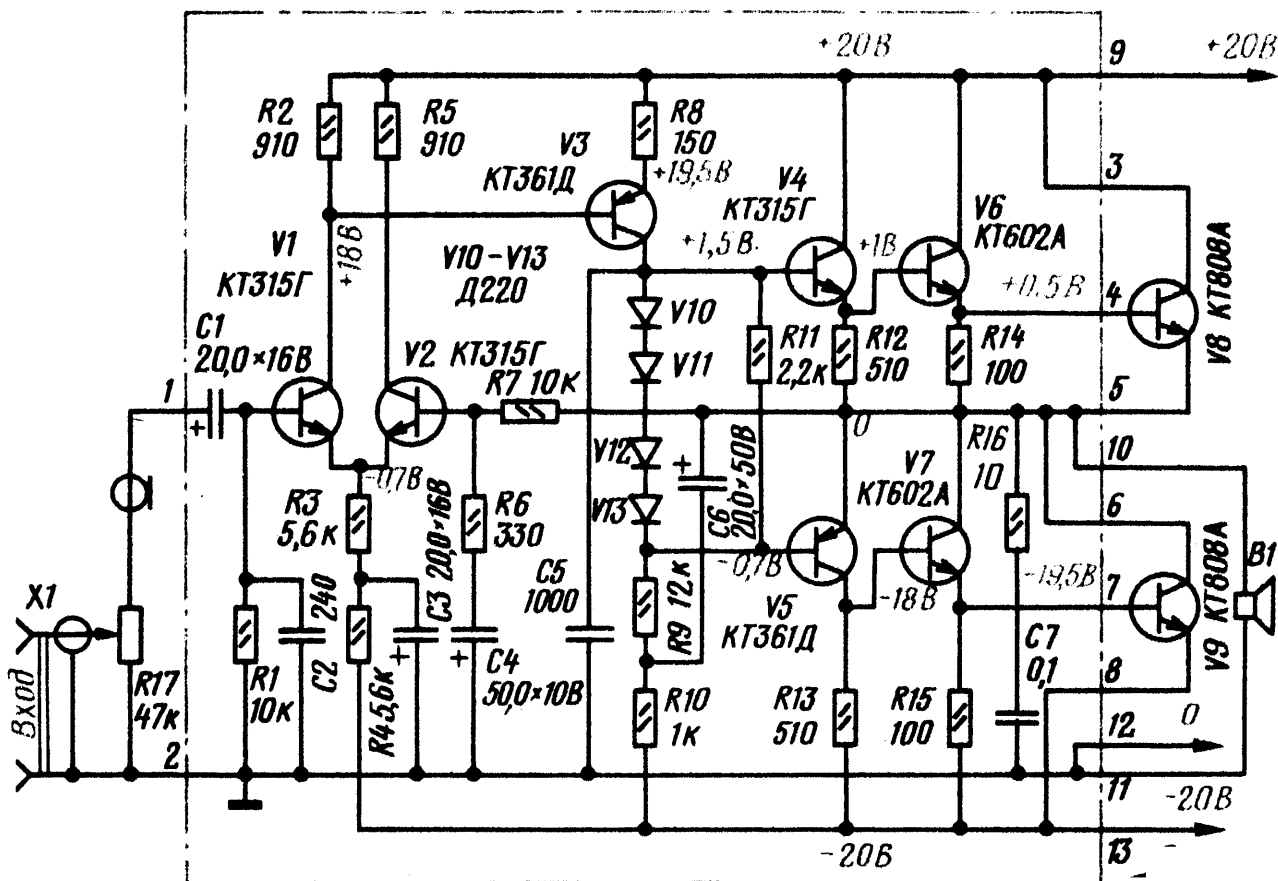 +20В
9
+20В
R2
910
R5
910
R8
150
V3
КТ361Д
+19,5В
3
V4
КТ315Г
V6
КТ602А
V1
КТ315Г
+18В
V10-V13
Д220
+1,5В
+1В
+0.5В
4
V8 КТ808А
C1
20,0×16В
V10
V11
R11
2,2к
R12
510
R14
100
V2 КТ315Г
R7 10к
1
5
0
V12
V13
C6
20,0×50В
V7
КТ602А
R16
10
10
-0,7В
R3
5,6к
C3 20,0×16В
R6
330
6
-0,7В
-18В
-19,5В
7
V9 КТ808А
B1
X1
Вход
R17
47к
R1
10к
240
C2
R4 5,6к
C4
50,0×10В
C5
1000
R9 12к
V5
КТ361Д
C7
0,1
8
0
R10
1к
R13
510
R15
100
12
2
11
-20В
-20В
13